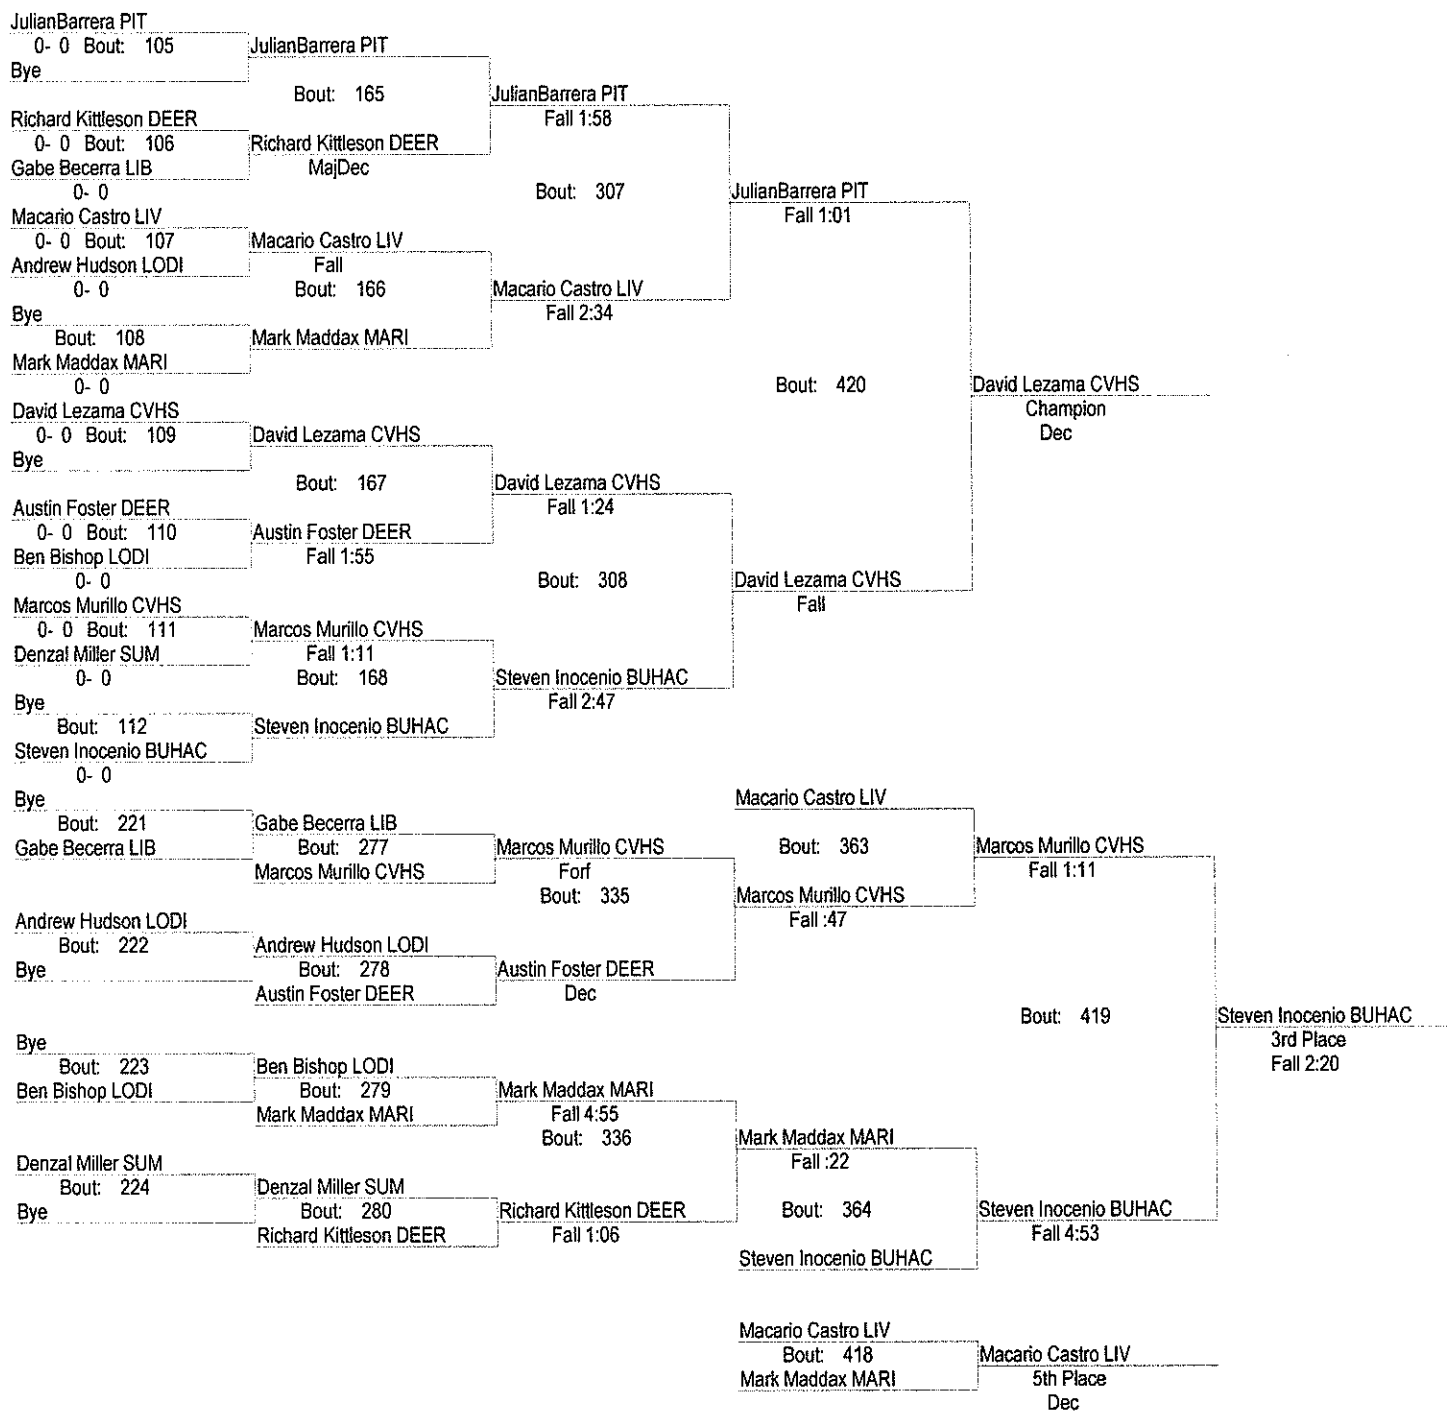 JulianBarrera PIT
0- 0 Bout: 105
Bye
JulianBarrera PIT
Bout: 165
Richard Kittleson DEER
0- 0 Bout: 106
Gabe Becerra LIB
0- 0
Richard Kittleson DEER
MajDec
JulianBarrera PIT
Fall 1:58
Bout: 307
Macario Castro LIV
0- 0 Bout: 107
Andrew Hudson LODI
0- 0
Macario Castro LIV
Fall
Bout: 166
Bye
Bout: 108
Mark Maddax MARI
0- 0
Mark Maddax MARI
Macario Castro LIV
Fall 2:34
JulianBarrera PIT
Fall 1:01
Bout: 420
David Lezama CVHS
Champion
Dec
David Lezama CVHS
0- 0 Bout: 109
Bye
David Lezama CVHS
Bout: 167
Austin Foster DEER
0- 0 Bout: 110
Ben Bishop LODI
0- 0
Austin Foster DEER
Fall 1:55
David Lezama CVHS
Fall 1:24
Bout: 308
Marcos Murillo CVHS
0- 0 Bout: 111
Denzal Miller SUM
0- 0
Marcos Murillo CVHS
Fall 1:11
Bout: 168
Bye
Bout: 112
Steven Inocenio BUHAC
0- 0
Steven Inocenio BUHAC
Steven Inocenio BUHAC
Fall 2:47
David Lezama CVHS
Fall
Bye
Bout: 221
Gabe Becerra LIB
Gabe Becerra LIB
Bout: 277
Marcos Murillo CVHS
Marcos Murillo CVHS
Forf
Bout: 335
Andrew Hudson LODI
Bout: 222
Bye
Andrew Hudson LODI
Bout: 278
Austin Foster DEER
Austin Foster DEER
Dec
Macario Castro LIV
Bout: 363
Marcos Murillo CVHS
Fall :47
Marcos Murillo CVHS
Fall 1:11
Bout: 419
Steven Inocenio BUHAC
3rd Place
Fall 2:20
Bye
Bout: 223
Ben Bishop LODI
Ben Bishop LODI
Bout: 279
Mark Maddax MARI
Mark Maddax MARI
Fall 4:55
Bout: 336
Denzal Miller SUM
Bout: 224
Bye
Denzal Miller SUM
Bout: 280
Richard Kittleson DEER
Richard Kittleson DEER
Fall 1:06
Mark Maddax MARI
Fall :22
Bout: 364
Steven Inocenio BUHAC
Steven Inocenio BUHAC
Fall 4:53
Macario Castro LIV
Bout: 418
Mark Maddax MARI
Macario Castro LIV
5th Place
Dec